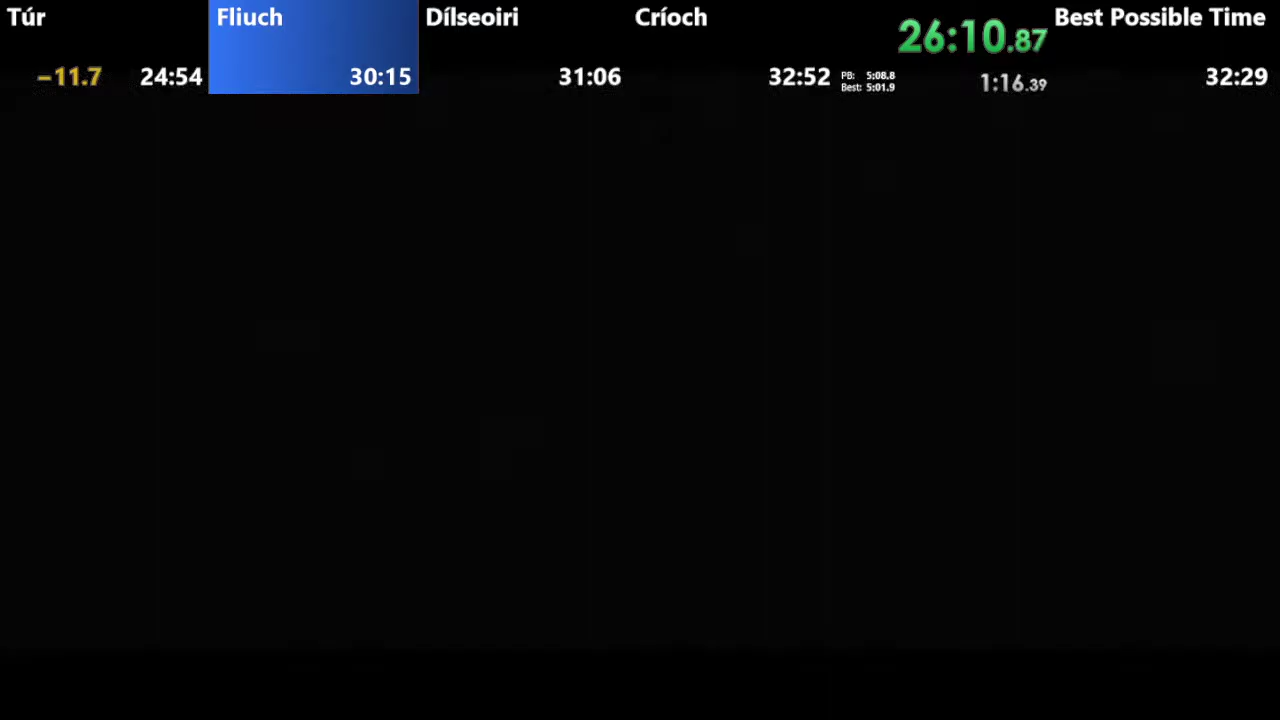 Túr
-11.7 24:54
Fliuch
30:15
Dílseoiri
31:06
Críoch
32:52
26:10.87
PB: 5:08.8
Best: 5:01.9
1:16.39
Best Possible Time
32:29